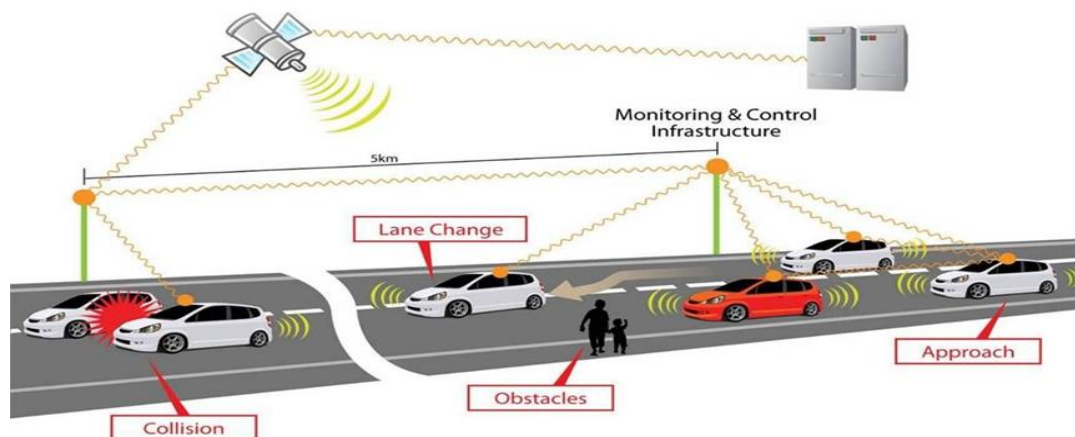 Monitoring & Control
Infrastructure
5km
Lane Change
Approach
Obstacles
Collision